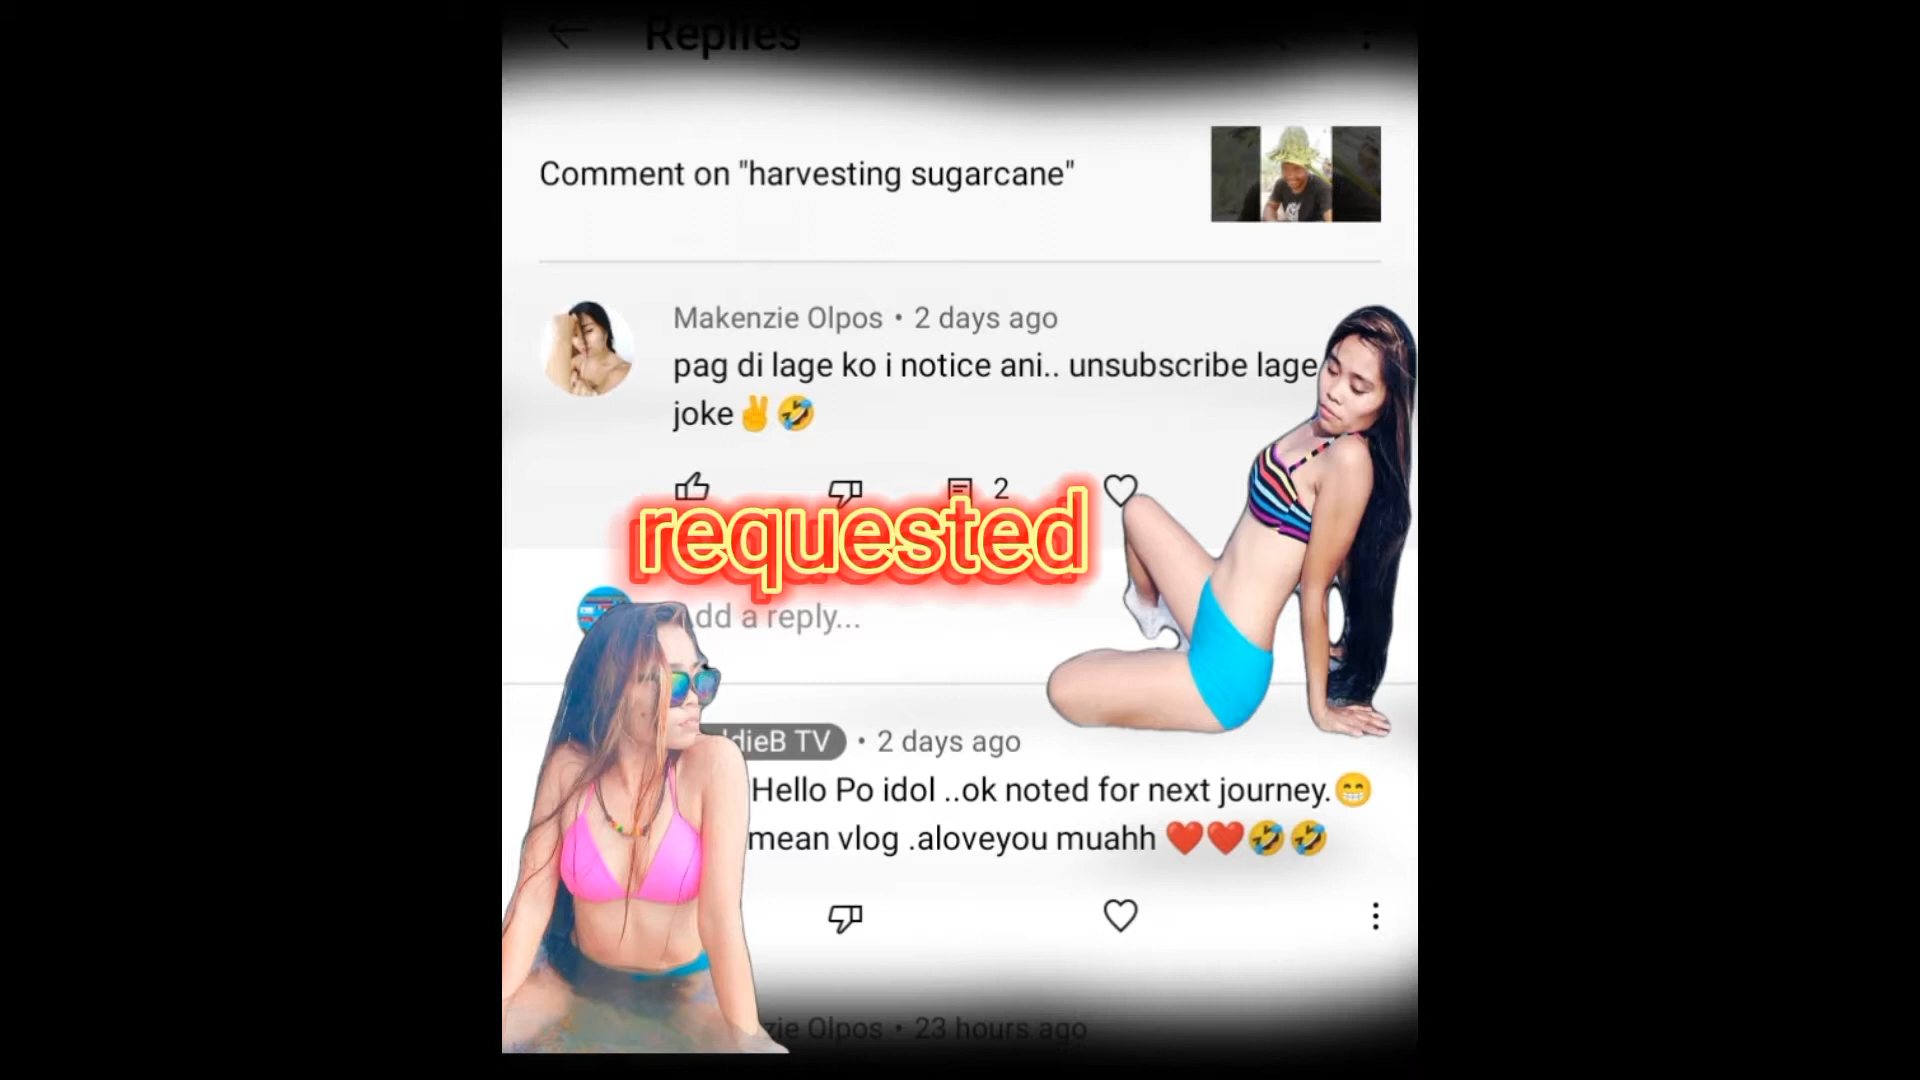 Replies
Comment on "harvesting sugarcane"
Makenzie Olpos • 2 days ago
pag di lage ko i notice ani.. unsubscribe lage
joke✌️🤣
2
requested
dd a reply...
dieB TV • 2 days ago
Hello Po idol ..ok noted for next journey.😁
mean vlog .aloveyou muahh ❤️❤️🤣🤣
zie Olpos • 23 hours ago